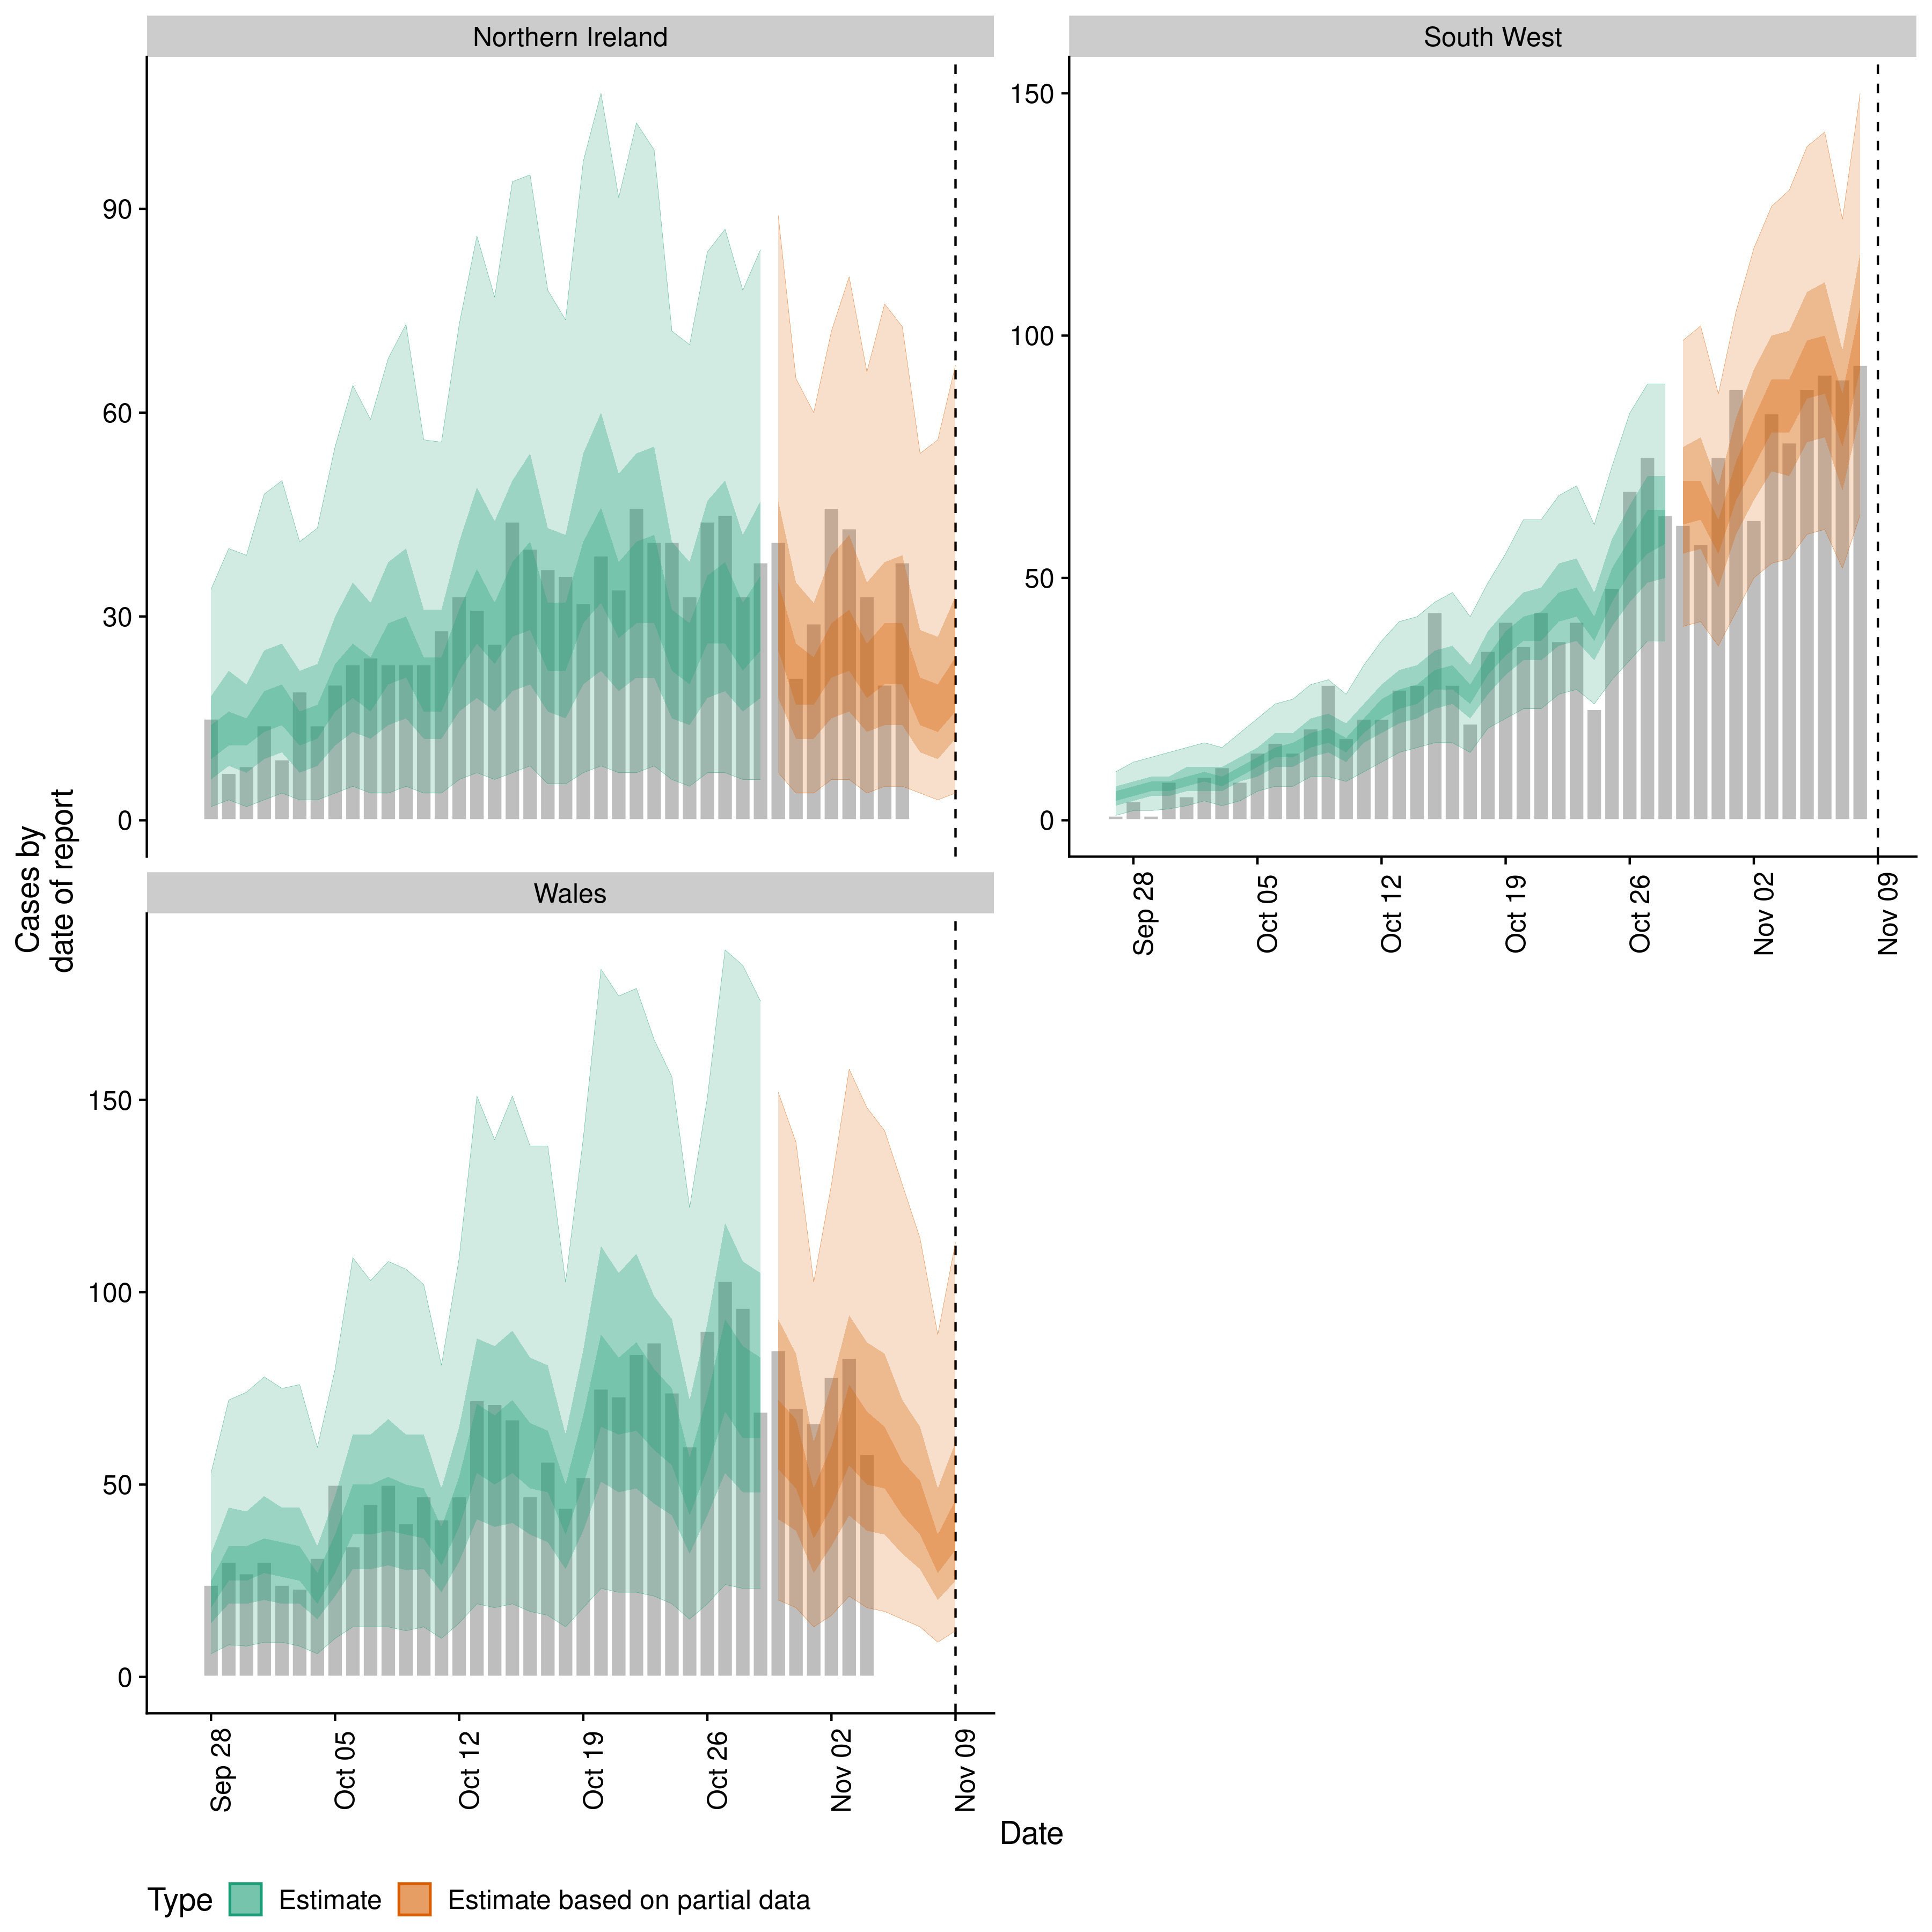 Northern Ireland
South West
90
60
30
0
150
100
50
0
Sep 28
Oct 05
Oct 12
Oct 19
Oct 26
Nov 02
Nov 09
Cases by
date of report
Wales
150
100
50
0
Sep 28
Oct 05
Oct 12
Oct 19
Oct 26
Nov 02
Nov 09
Date
Type Estimate Estimate based on partial data